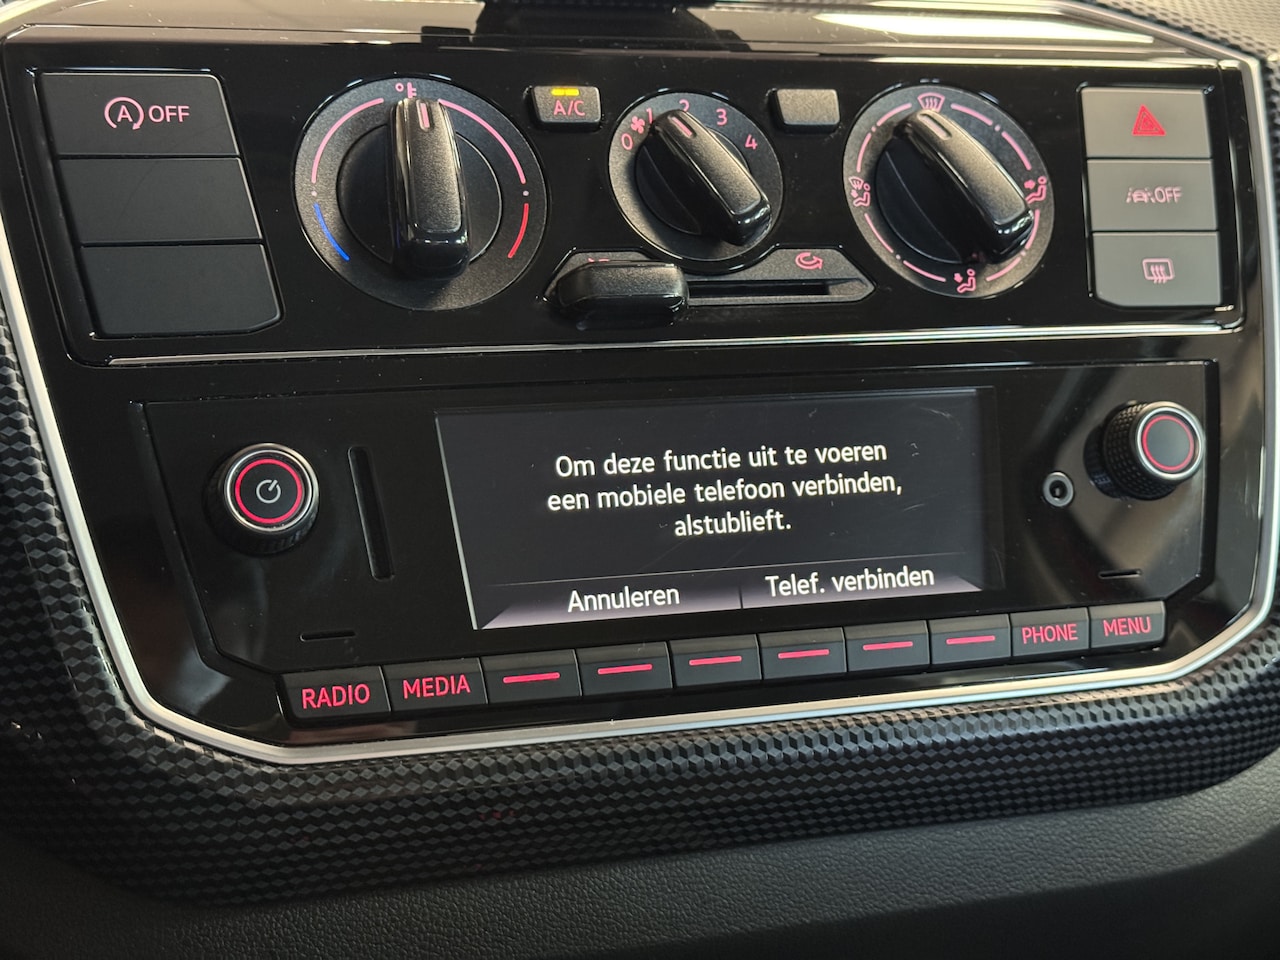 A OFF
A/C
0 1 2 3 4
OFF
Om deze functie uit te voeren
een mobiele telefoon verbinden,
alstublieft.
Annuleren Telef. verbinden
RADIO MEDIA PHONE MENU